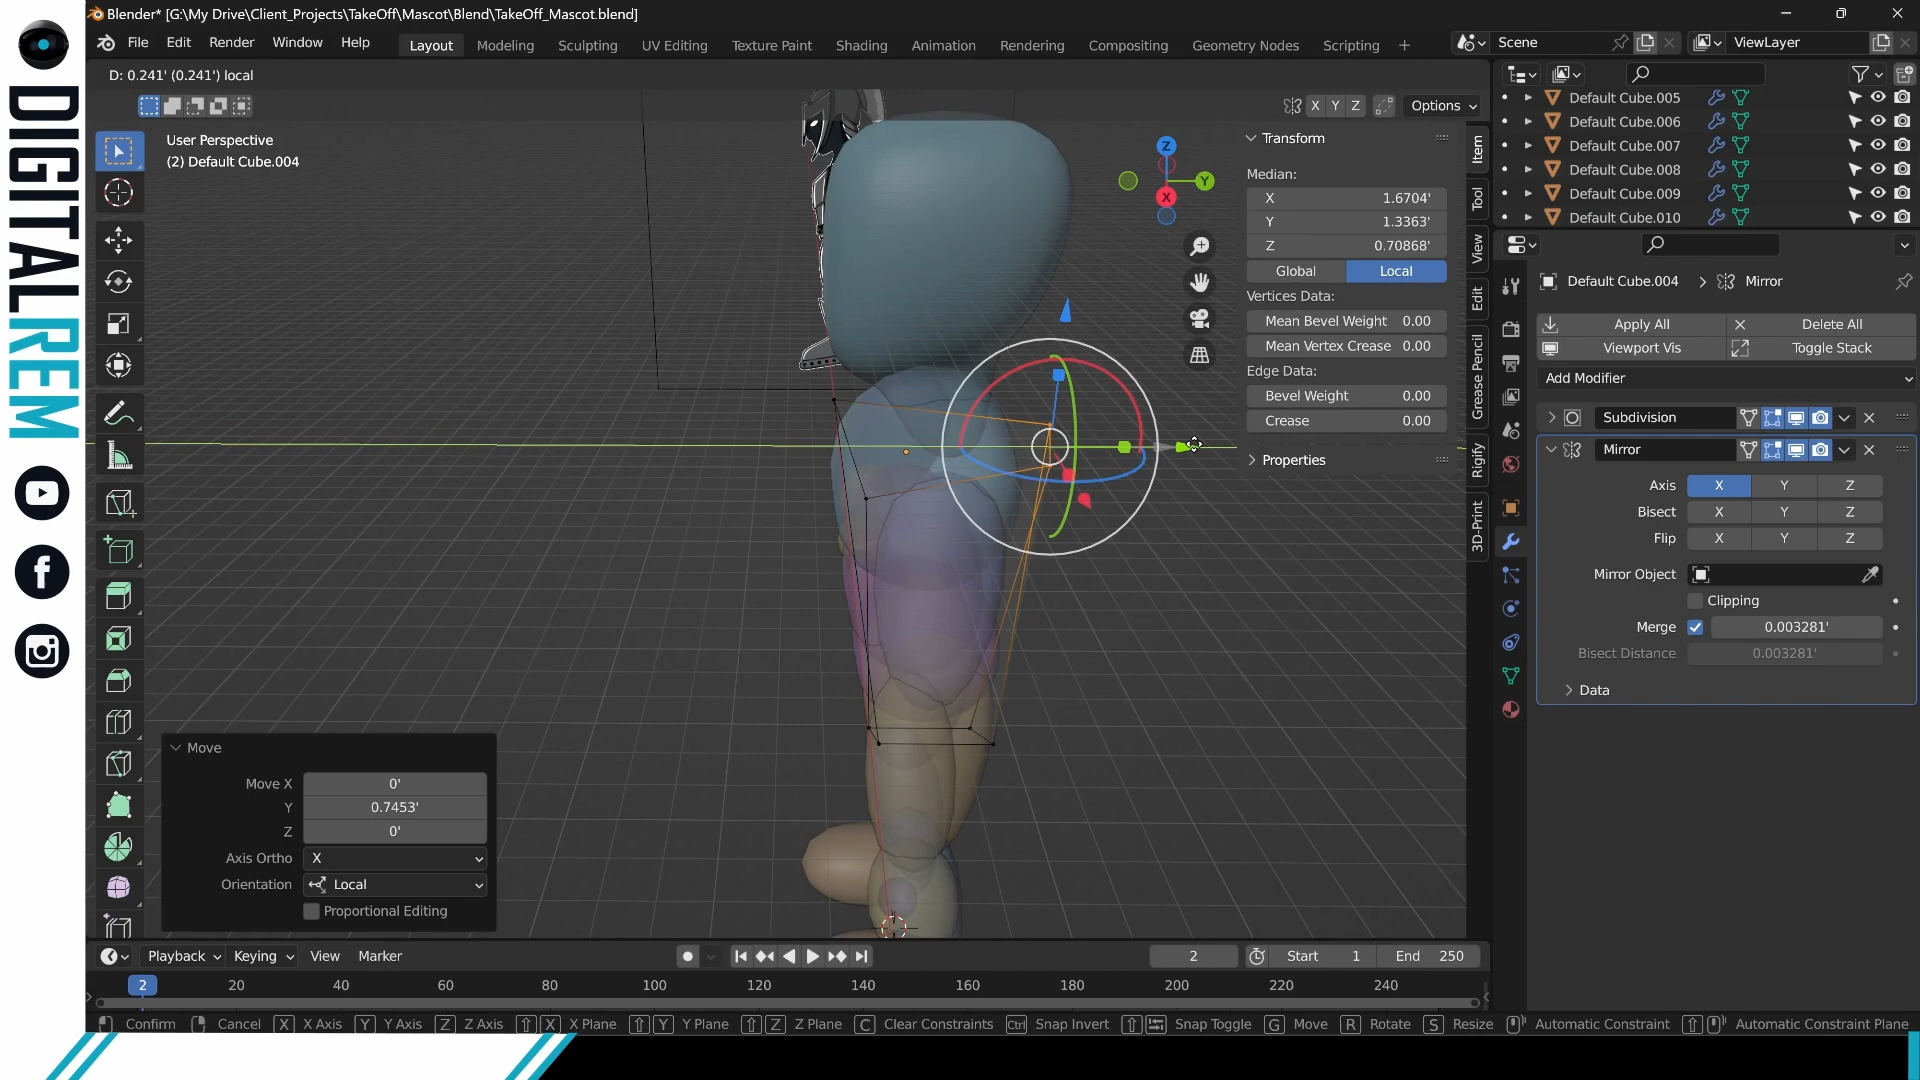 Blender* [G:\My Drive\Client_Projects\TakeOff\Mascot\Blend\TakeOff_Mascot.blend]
File Edit Render Window Help Layout Modeling Sculpting UV Editing Texture Paint Shading Animation Rendering Compositing Geometry Nodes Scripting + Scene ViewLayer
D: 0.241' (0.241') local
X Y Z Options
User Perspective
(2) Default Cube.004
Z
Y
X
DIGITALREM
Transform
Median:
X 1.6704'
Y 1.3363'
Z 0.70868'
Global Local
Vertices Data:
Mean Bevel Weight 0.00
Mean Vertex Crease 0.00
Edge Data:
Bevel Weight 0.00
Crease 0.00
Properties
Item
Tool
View
Edit
Grease Pencil
Rigify
3D-Print
Default Cube.005
Default Cube.006
Default Cube.007
Default Cube.008
Default Cube.009
Default Cube.010
Default Cube.004 > Mirror
Apply All Delete All
Viewport Vis Toggle Stack
Add Modifier
Subdivision
Mirror
Axis X Y Z
Bisect X Y Z
Flip X Y Z
Mirror Object
Clipping
Merge 0.003281'
Bisect Distance 0.003281'
Data
Move
Move X 0'
Y 0.7453'
Z 0'
Axis Ortho X
Orientation Local
Proportional Editing
Playback Keying View Marker 2 Start 1 End 250
2 20 40 60 80 100 120 140 160 180 200 220 240
Confirm Cancel X X Axis Y Y Axis Z Z Axis X X Plane Y Y Plane Z Z Plane C Clear Constraints Ctrl Snap Invert Snap Toggle G Move R Rotate S Resize Automatic Constraint Automatic Constraint Plane